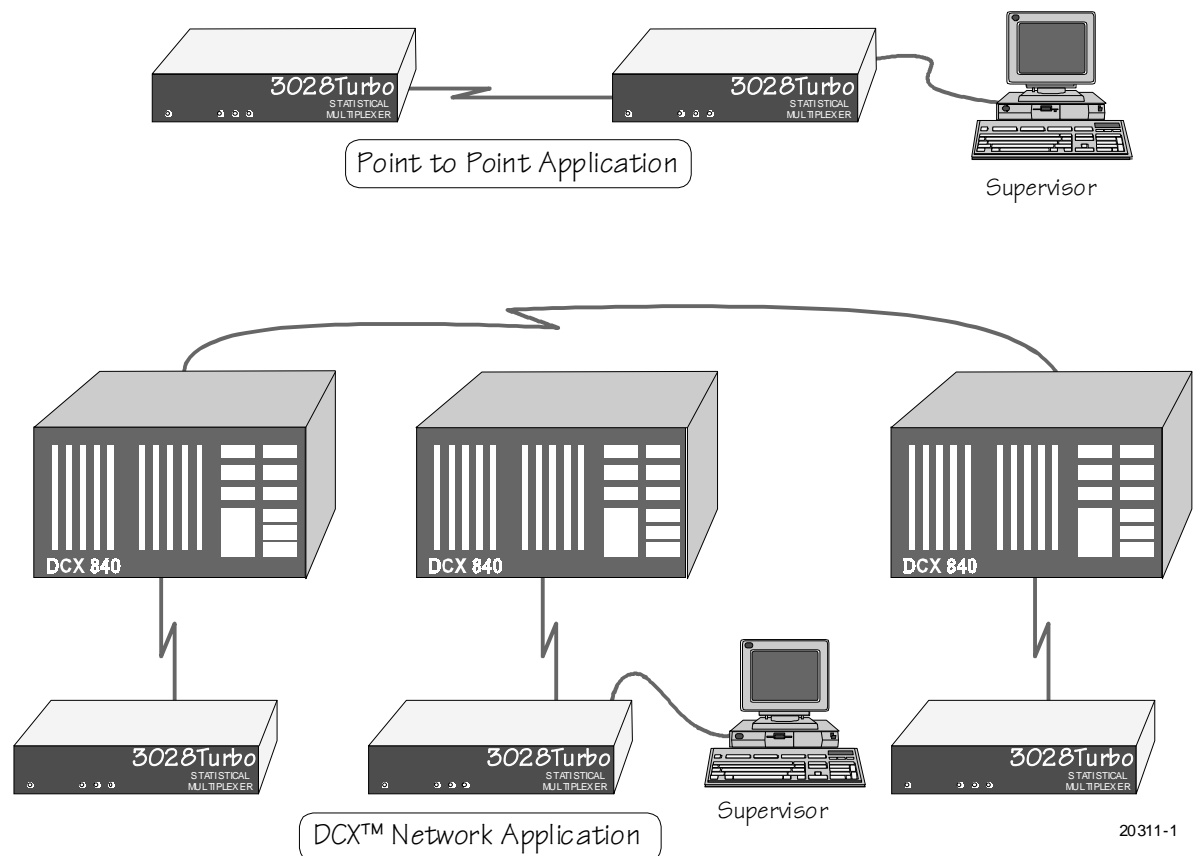 3028Turbo
STATISTICAL
MULTIPLEXER
3028Turbo
STATISTICAL
MULTIPLEXER
Point to Point Application
Supervisor
DCX 840
DCX 840
DCX 840
3028Turbo
STATISTICAL
MULTIPLEXER
3028Turbo
STATISTICAL
MULTIPLEXER
3028Turbo
STATISTICAL
MULTIPLEXER
Supervisor
DCX™ Network Application
20311-1